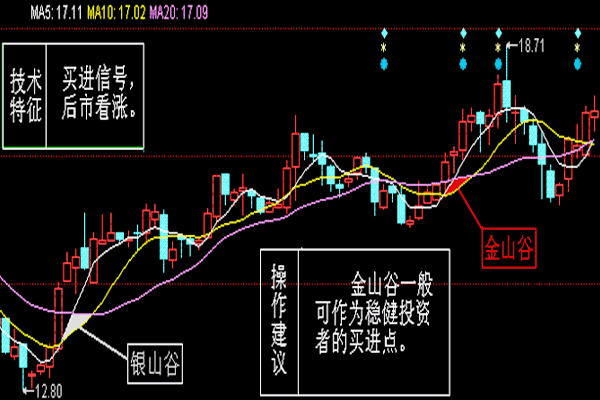 MA5: 17.11 MA10: 17.02 MA20: 17.09
18.71
技术
特征
买进信号,
后市看涨。
金山谷
操作建议
金山谷一般
可作为稳健投资
者的买进点。
银山谷
12.80